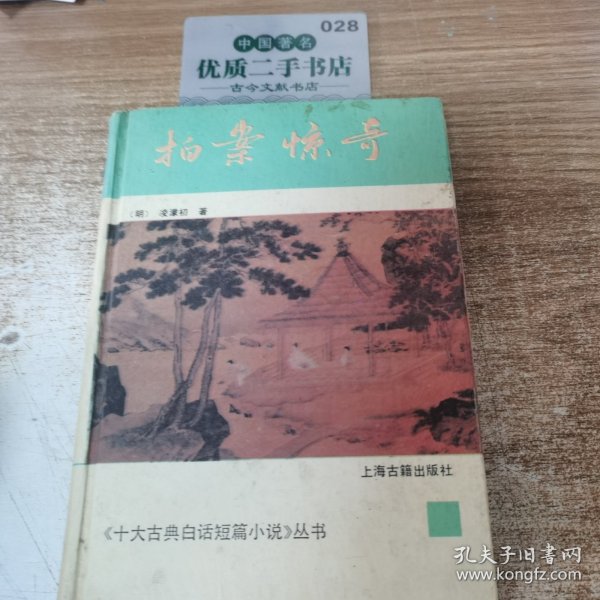 028
中国著名
优质二手书店
古今文献书店
拍案惊奇
（明） 凌濛初 著
上海古籍出版社
《十大古典白话短篇小说》丛书
孔夫子旧书网
www.kongfz.com